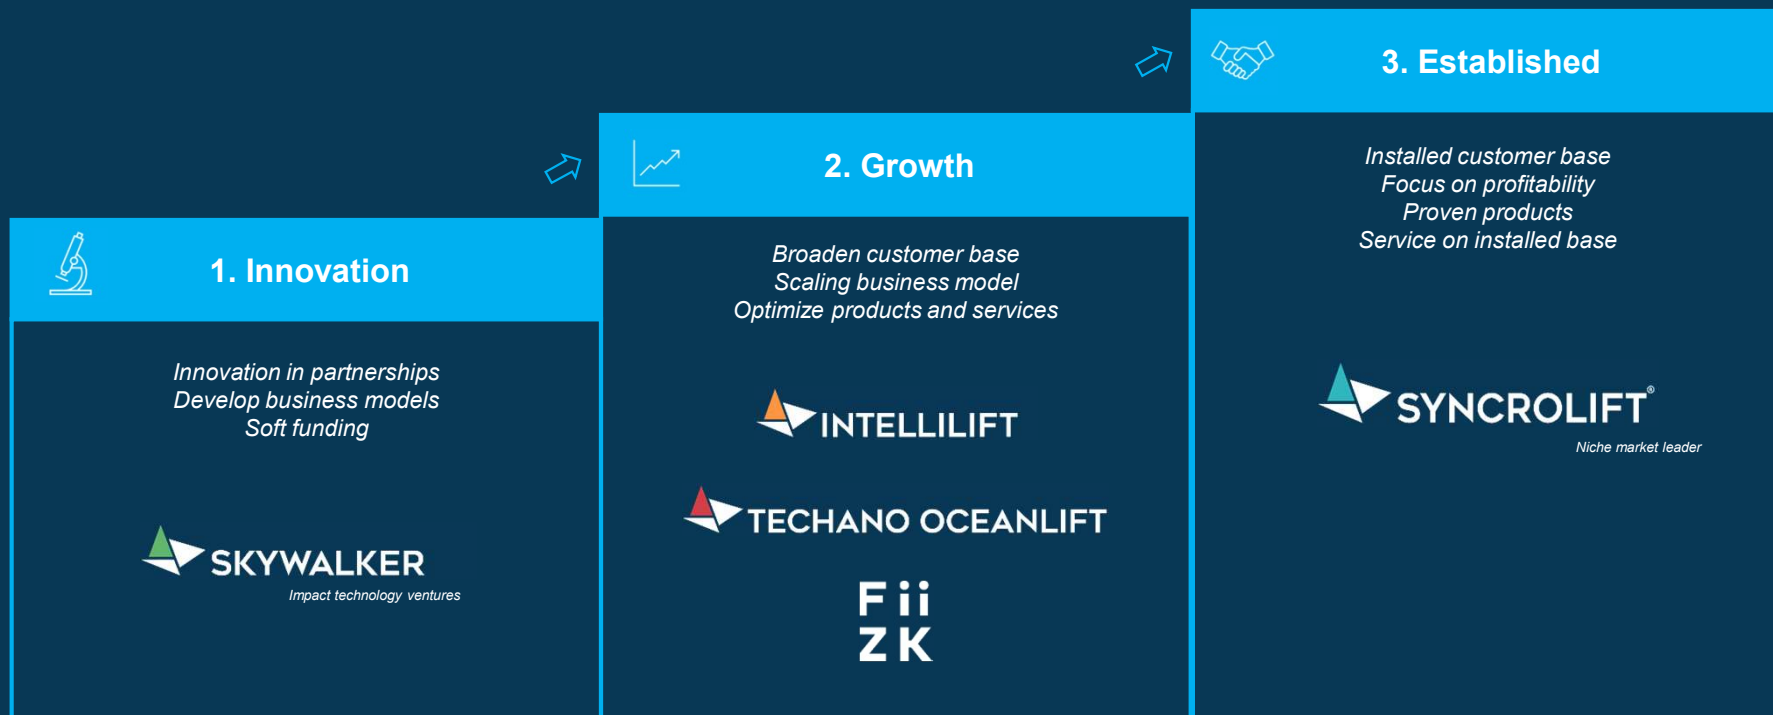 1. Innovation
Innovation in partnerships
Develop business models
Soft funding
SKYWALKER
Impact technology ventures
2. Growth
Broaden customer base
Scaling business model
Optimize products and services
INTELLILIFT
TECHANO OCEANLIFT
Fii
ZK
3. Established
Installed customer base
Focus on profitability
Proven products
Service on installed base
SYNCROLIFT®
Niche market leader